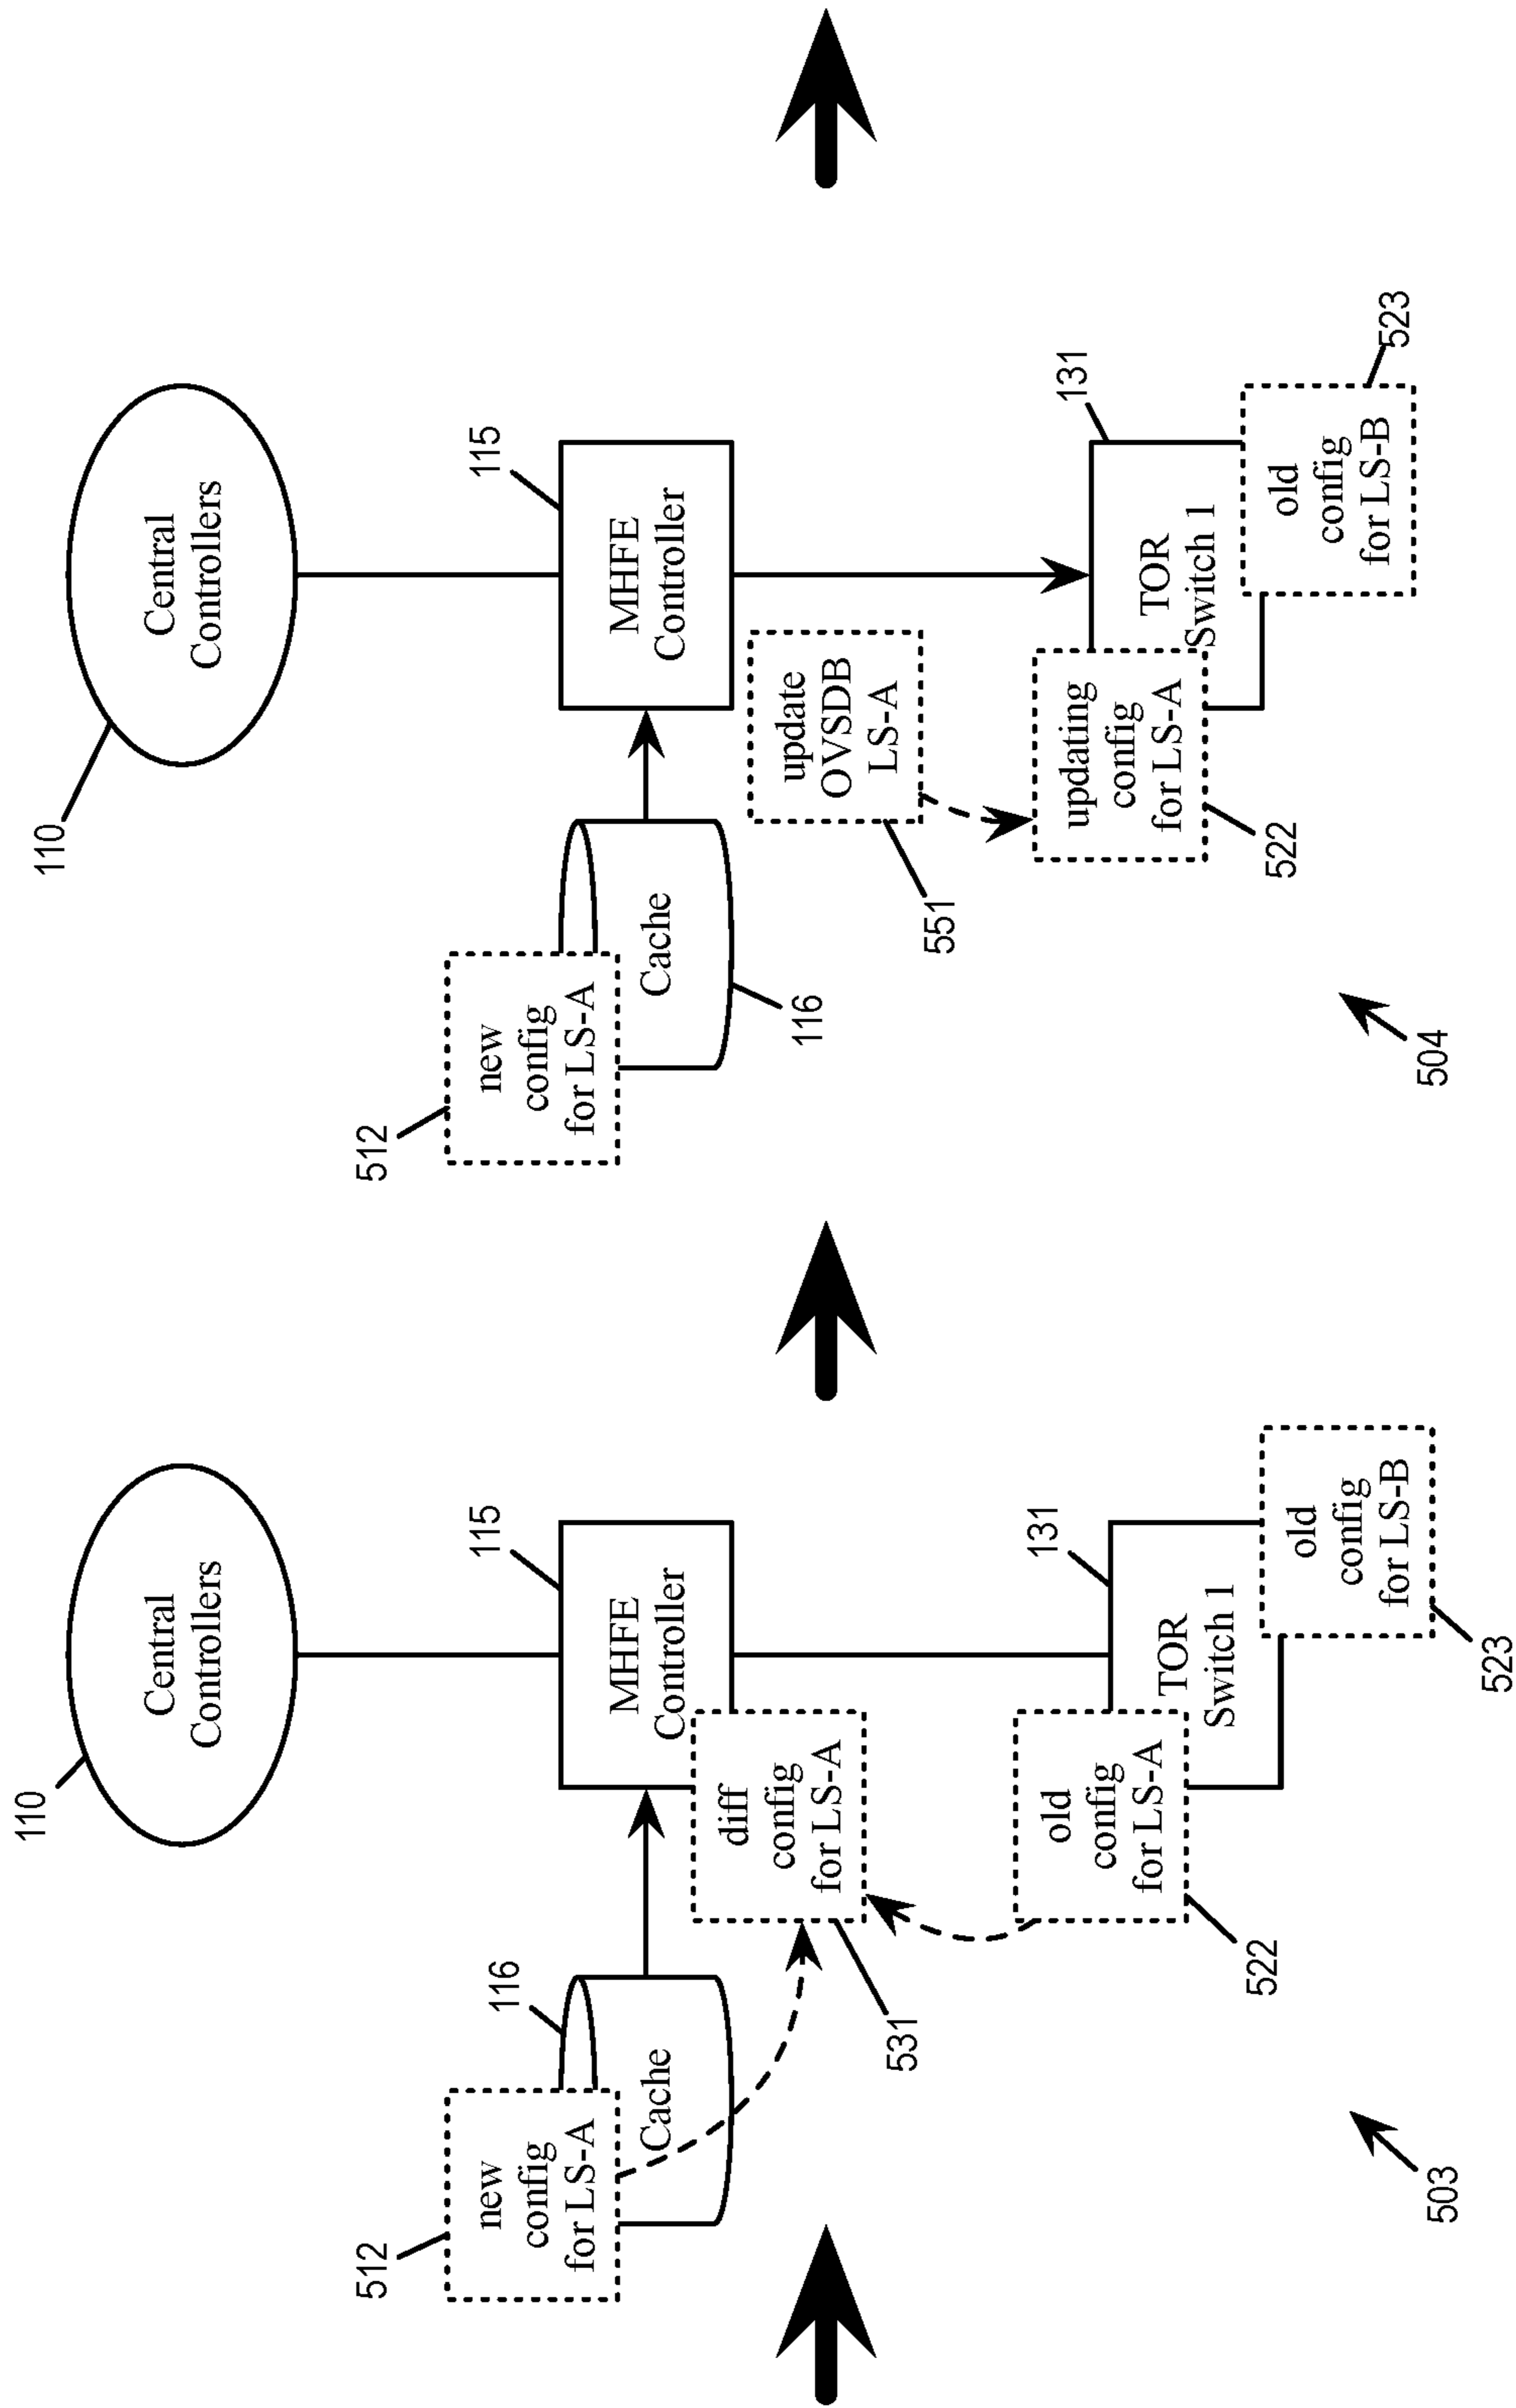 110
Central
Controllers
115
MHFE
Controller
512
new
config
for LS-A
116
Cache
diff
config
for LS-A
531
131
TOR
Switch 1
old
config
for LS-A
522
old
config
for LS-B
523
503
110
Central
Controllers
115
MHFE
Controller
512
new
config
for LS-A
Cache
116
update
OVSDB
LS-A
551
131
TOR
Switch 1
updating
config
for LS-A
522
old
config
for LS-B
523
504